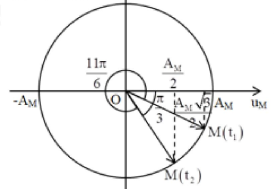 11π/6
A_M/2
-A_M
O
π/3
A_M√3/2
A_M
u_M
M(t₁)
M(t₂)